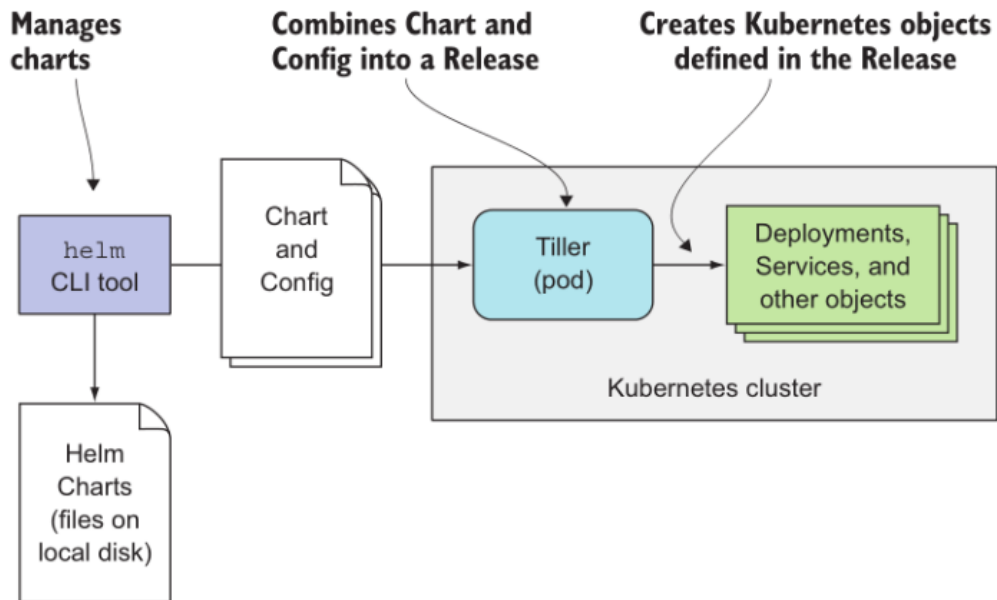 Manages
charts
Combines Chart and
Config into a Release
Creates Kubernetes objects
defined in the Release
helm
CLI tool
Chart
and
Config
Tiller
(pod)
Deployments,
Services, and
other objects
Kubernetes cluster
Helm
Charts
(files on
local disk)